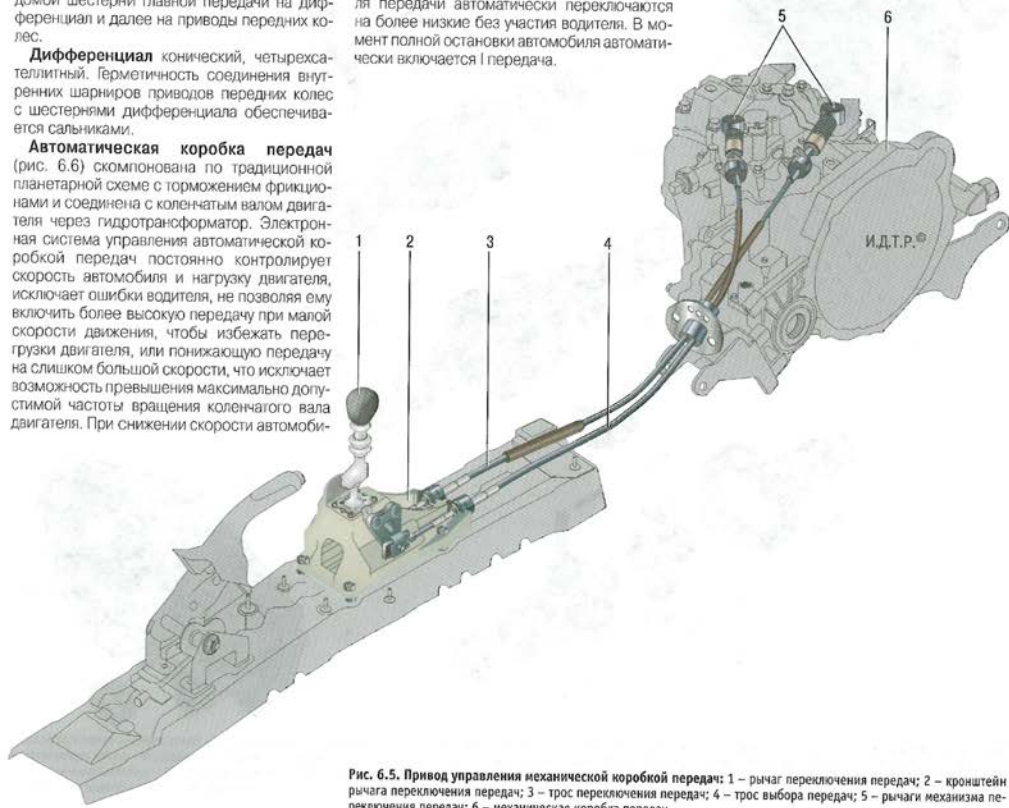 домой шестерни главной передачи на диф-
ференциал и далее на приводы передних ко-
лес.
Дифференциал конический, четырехса-
теллитный. Герметичность соединения внут-
ренних шарниров приводов передних колес
с шестернями дифференциала обеспечива-
ется сальниками.
Автоматическая коробка передач
(рис. 6.6) скомпонована по традиционной
планетарной схеме с торможением фрикцио-
нами и соединена с коленчатым валом двига-
теля через гидротрансформатор. Электрон-
ная система управления автоматической ко-
робкой передач постоянно контролирует
скорость автомобиля и нагрузку двигателя,
исключает ошибки водителя, не позволяя ему
включить более высокую передачу при малой
скорости движения, чтобы избежать пере-
грузки двигателя, или понижающую передачу
на слишком большой скорости, что исключает
возможность превышения максимально допу-
стимой частоты вращения коленчатого вала
двигателя. При снижении скорости автомоби-
ля передачи автоматически переключаются
на более низкие без участия водителя. В мо-
мент полной остановки автомобиля автомати-
чески включается I передача.
5 6
И.Д.Т.Р.©
1 2 3 4
Рис. 6.5. Привод управления механической коробкой передач: 1 – рычаг переключения передач; 2 – кронштейн
рычага переключения передач; 3 – трос переключения передач; 4 – трос выбора передач; 5 – рычаги механизма пе-
реключения передач; 6 – механическая коробка передач